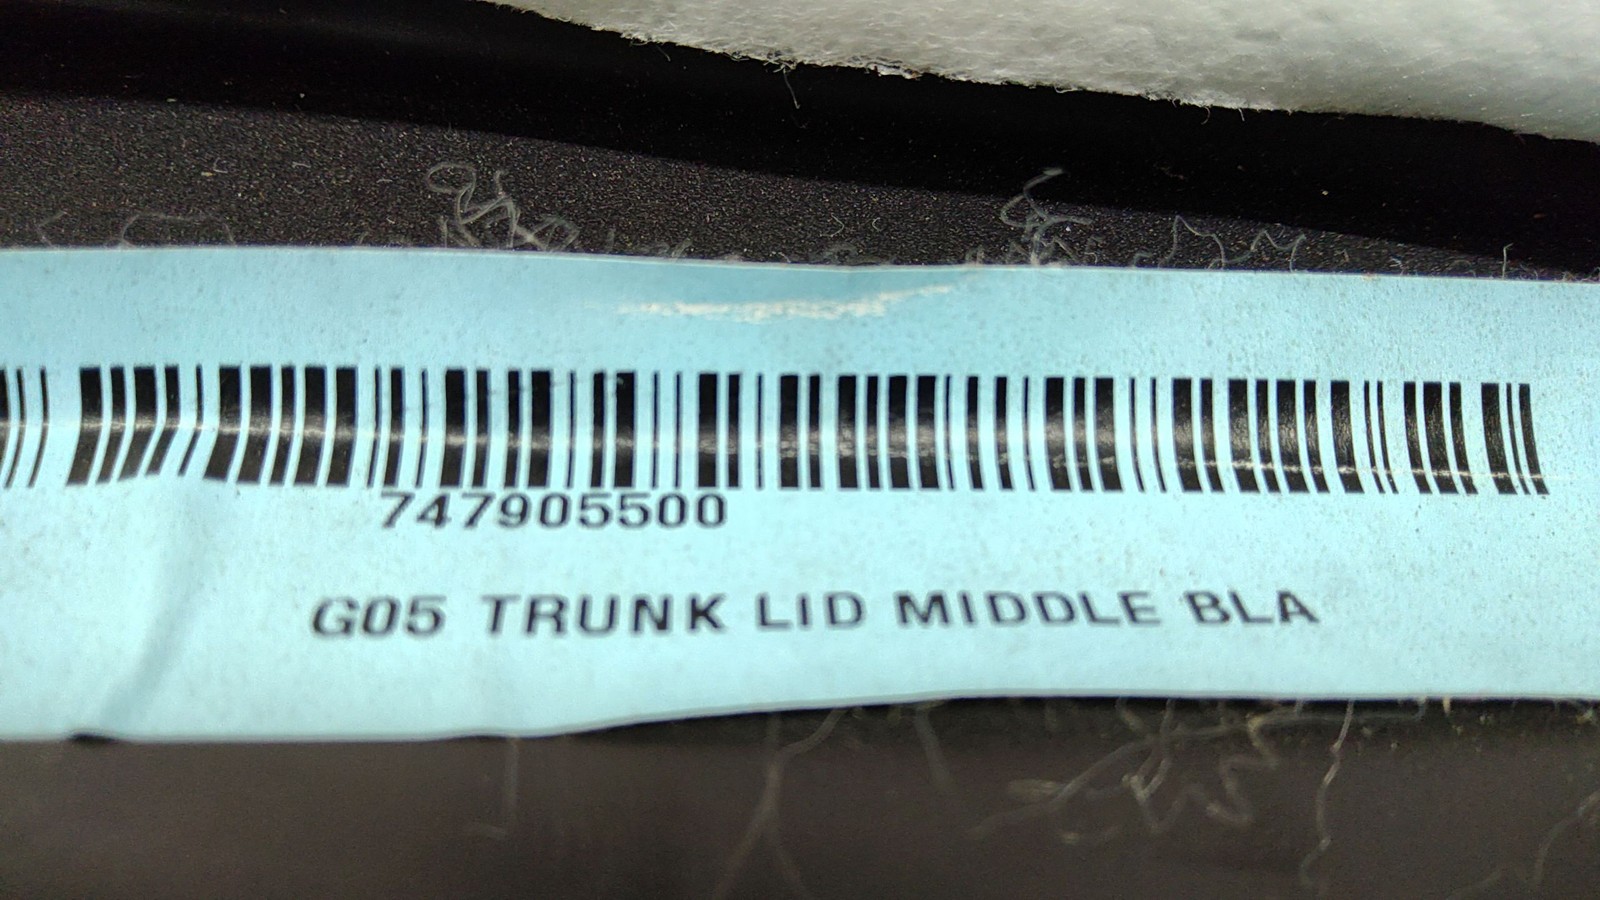 747905500
G05 TRUNK LID MIDDLE BLA